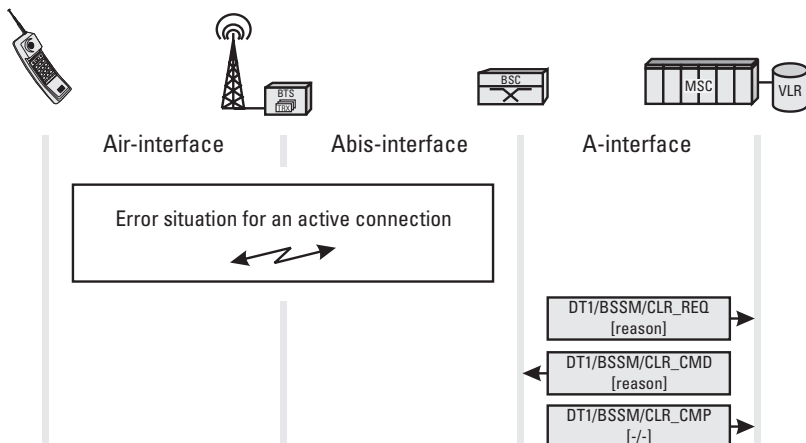 BTS
TRX
BSC
MSC
VLR
Air-interface
Abis-interface
A-interface
Error situation for an active connection
DT1/BSSM/CLR_REQ
[reason]
DT1/BSSM/CLR_CMD
[reason]
DT1/BSSM/CLR_CMP
[-/-]